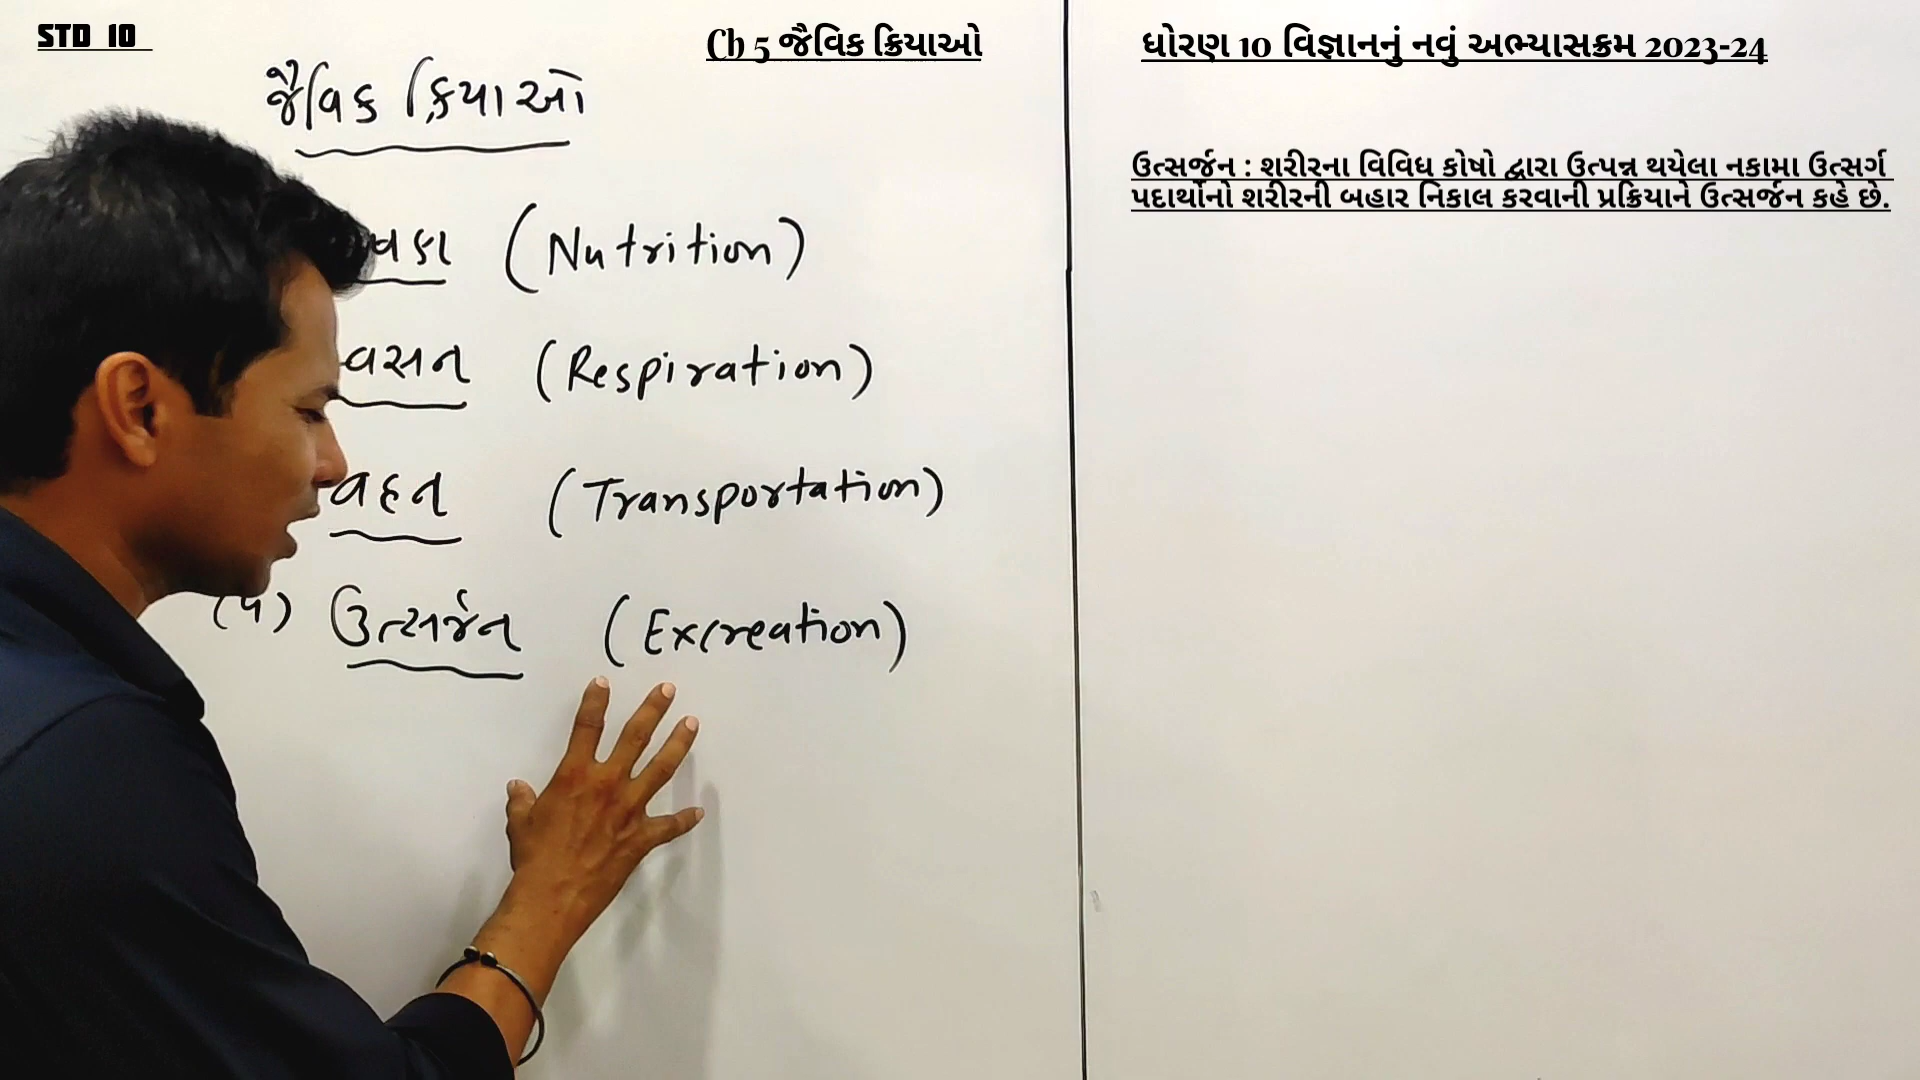 STD 10
Ch 5 જૈવિક ક્રિયાઓ
ધોરણ 10 વિજ્ઞાનનું નવું અભ્યાસક્રમ 2023-24
જૈવિક ક્રિયાઓ
ઉત્સર્જન : શરીરના વિવિધ કોષો દ્વારા ઉત્પન્ન થયેલા નકામા ઉત્સર્ગ
પદાર્થોનો શરીરની બહાર નિકાલ કરવાની પ્રક્રિયાને ઉત્સર્જન કહે છે.
(Nutrition)
વસન (Respiration)
વહન (Transportation)
ઉત્સર્જન (Excreation)